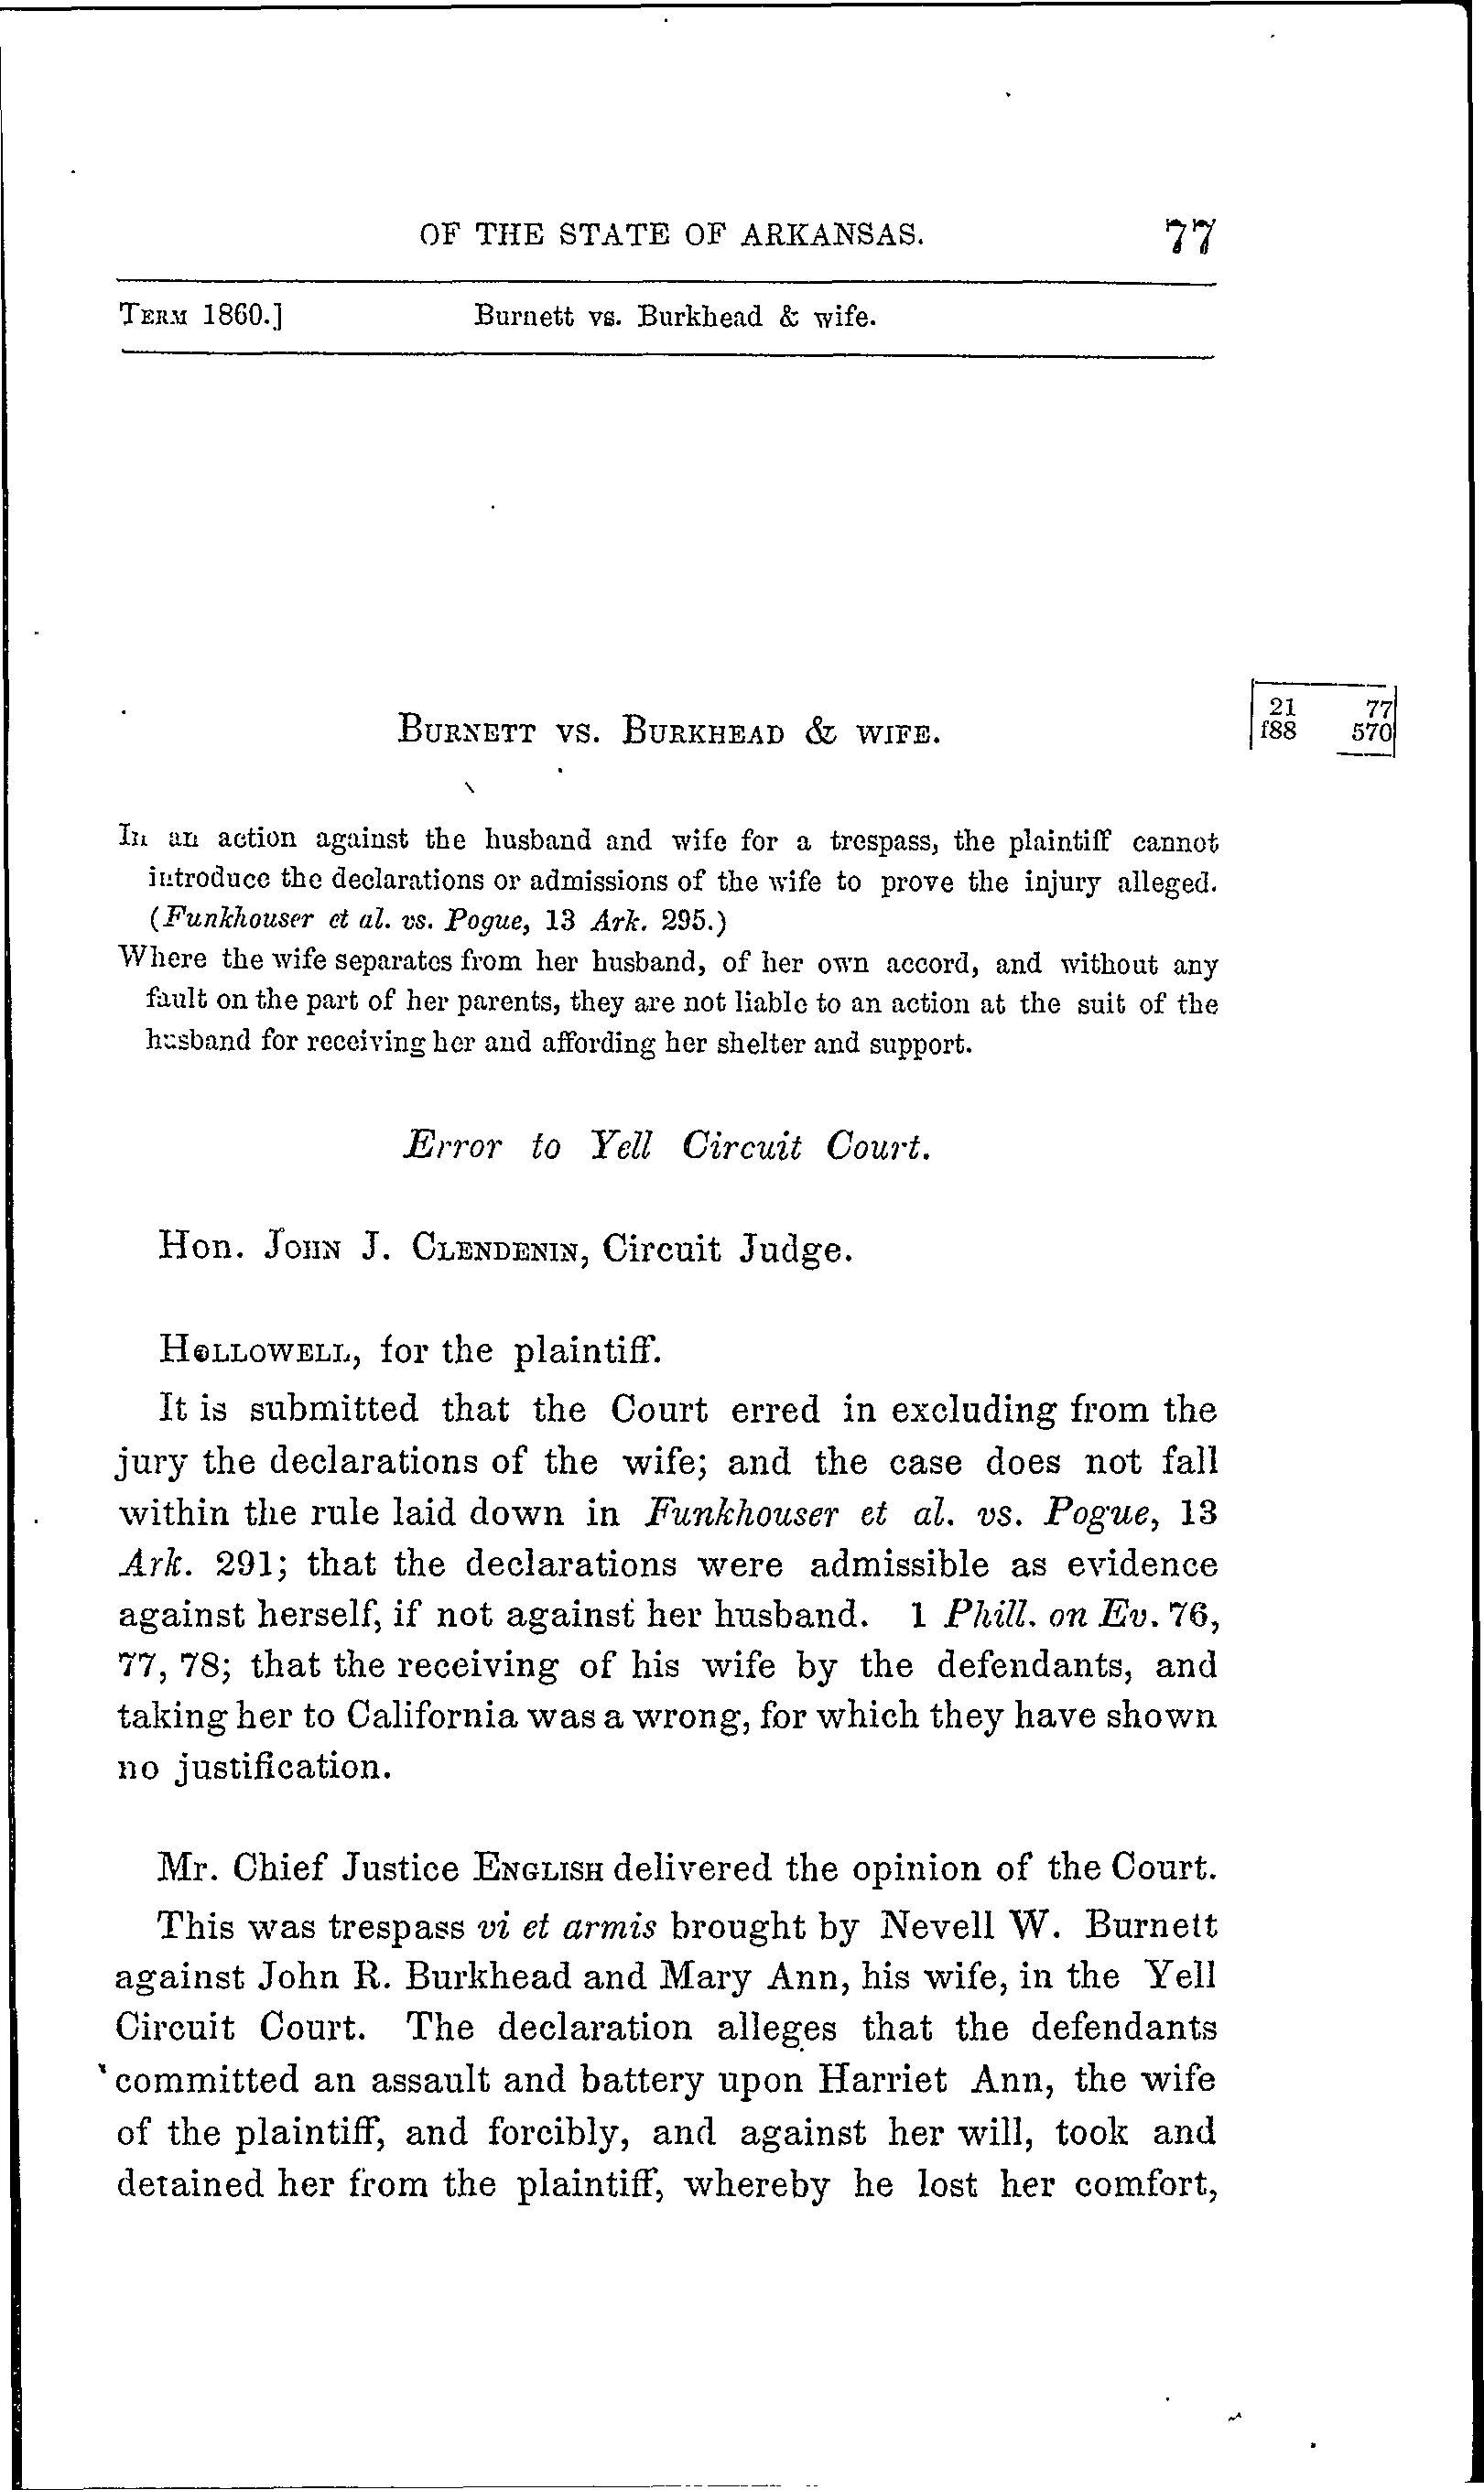 OF THE STATE OF ARKANSAS. 77
TERM 1860.] Burnett vs. Burkhead & wife.
BURNETT VS. BURKHEAD & WIFE.
21 77
f88 570
In an action against the husband and wife for a trespass, the plaintiff cannot
introduce the declarations or admissions of the wife to prove the injury alleged.
(Funkhouser et al. vs. Pogue, 13 Ark. 295.)
Where the wife separates from her husband, of her own accord, and without any
fault on the part of her parents, they are not liable to an action at the suit of the
husband for receiving her and affording her shelter and support.
Error to Yell Circuit Court.
Hon. JOHN J. CLENDENIN, Circuit Judge.
HOLLOWELL, for the plaintiff.
It is submitted that the Court erred in excluding from the
jury the declarations of the wife; and the case does not fall
within the rule laid down in Funkhouser et al. vs. Pogue, 13
Ark. 291; that the declarations were admissible as evidence
against herself, if not against her husband. 1 Phill. on Ev. 76,
77, 78; that the receiving of his wife by the defendants, and
taking her to California was a wrong, for which they have shown
no justification.
Mr. Chief Justice ENGLISH delivered the opinion of the Court.
This was trespass vi et armis brought by Nevell W. Burnett
against John R. Burkhead and Mary Ann, his wife, in the Yell
Circuit Court. The declaration alleges that the defendants
committed an assault and battery upon Harriet Ann, the wife
of the plaintiff, and forcibly, and against her will, took and
detained her from the plaintiff, whereby he lost her comfort,